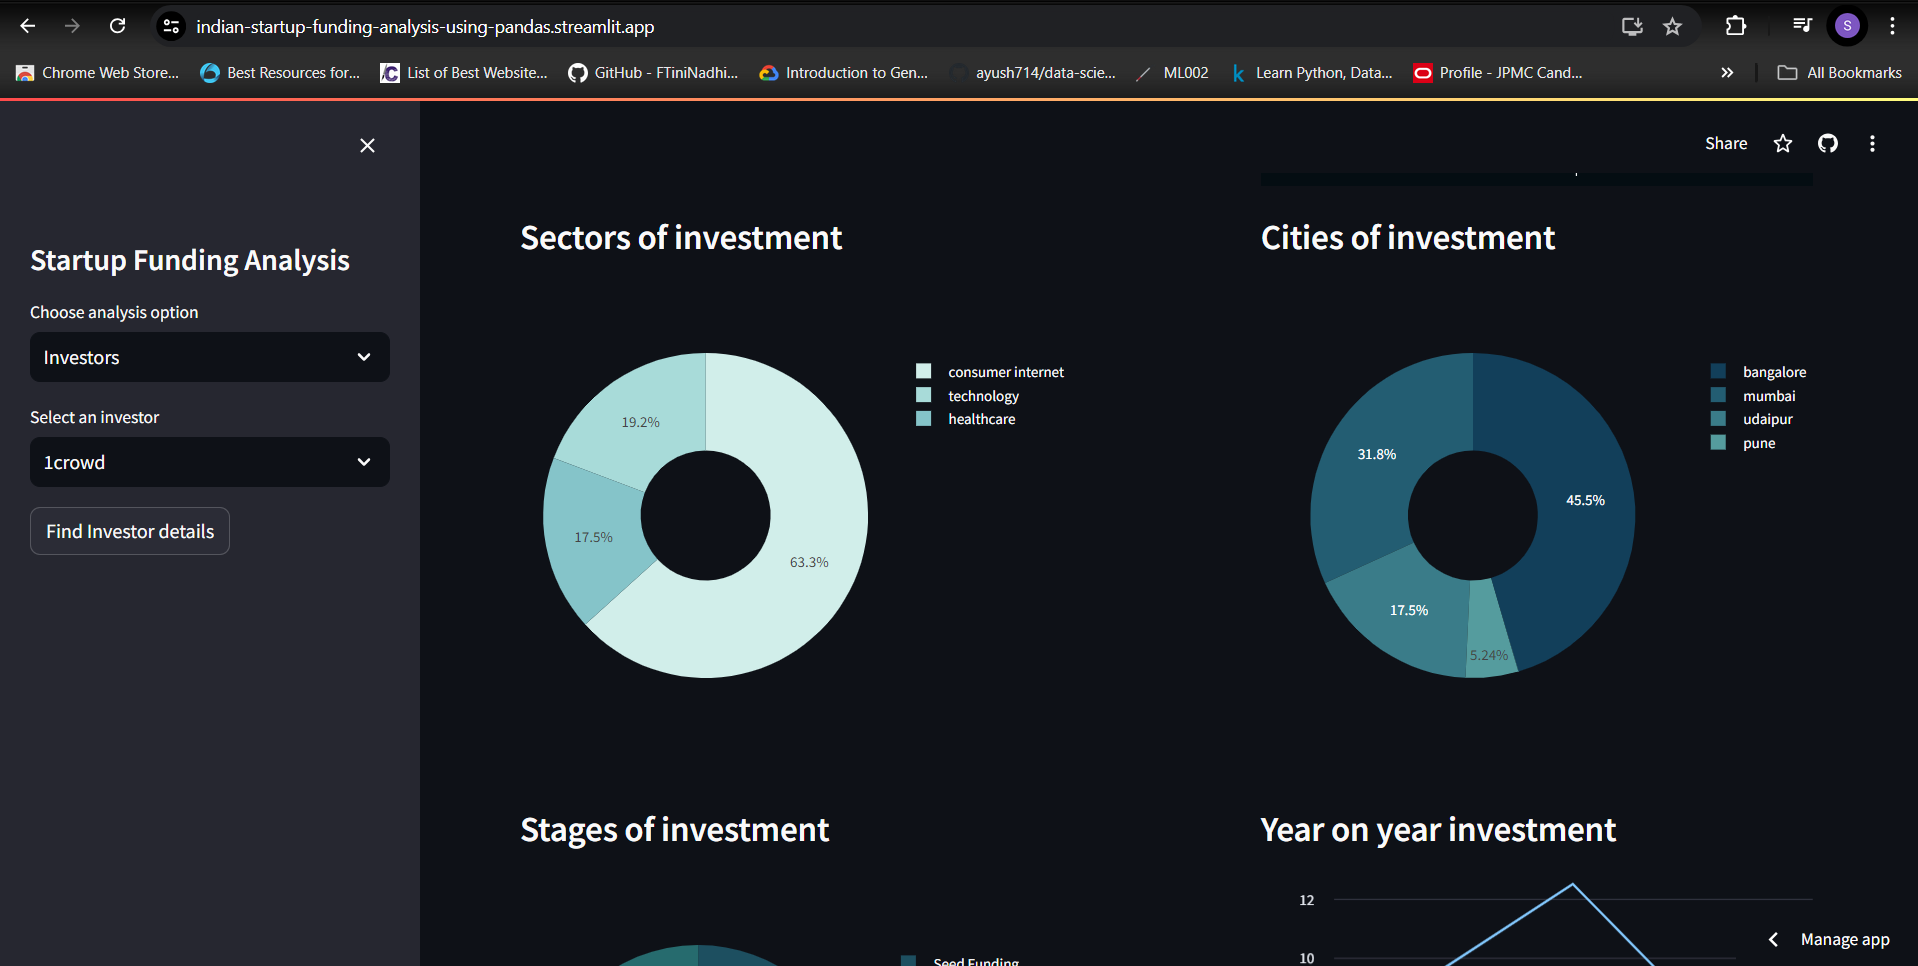 indian-startup-funding-analysis-using-pandas.streamlit.app
S
Chrome Web Store...
Best Resources for...
List of Best Website...
GitHub - FTiniNadhi...
Introduction to Gen...
ayush714/data-scie...
ML002
Learn Python, Data...
Profile - JPMC Cand...
All Bookmarks
Share
Startup Funding Analysis
Choose analysis option
Investors
Select an investor
1crowd
Find Investor details
Sectors of investment
consumer internet
technology
healthcare
19.2%
17.5%
63.3%
Cities of investment
bangalore
mumbai
udaipur
pune
31.8%
45.5%
17.5%
5.24%
Stages of investment
Seed Funding
Year on year investment
12
10
Manage app